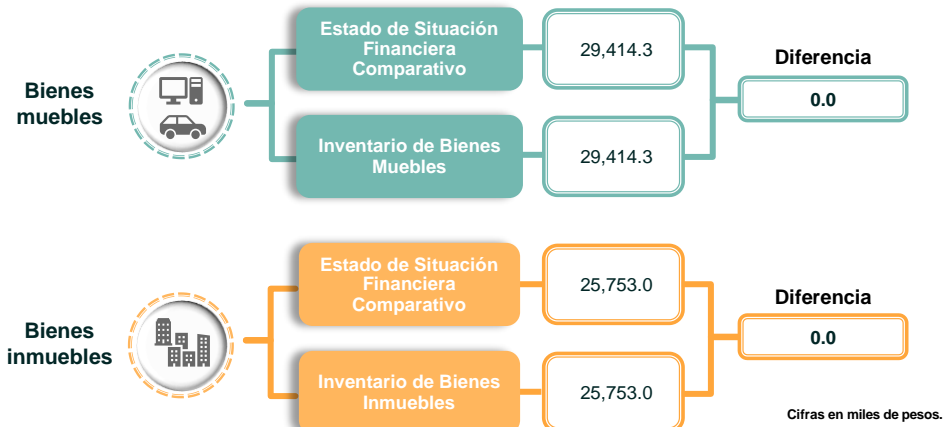 Bienes
muebles
Estado de Situación
Financiera
Comparativo
29,414.3
Inventario de Bienes
Muebles
29,414.3
Diferencia
0.0
Bienes
inmuebles
Estado de Situación
Financiera
Comparativo
25,753.0
Inventario de Bienes
Inmuebles
25,753.0
Diferencia
0.0
Cifras en miles de pesos.